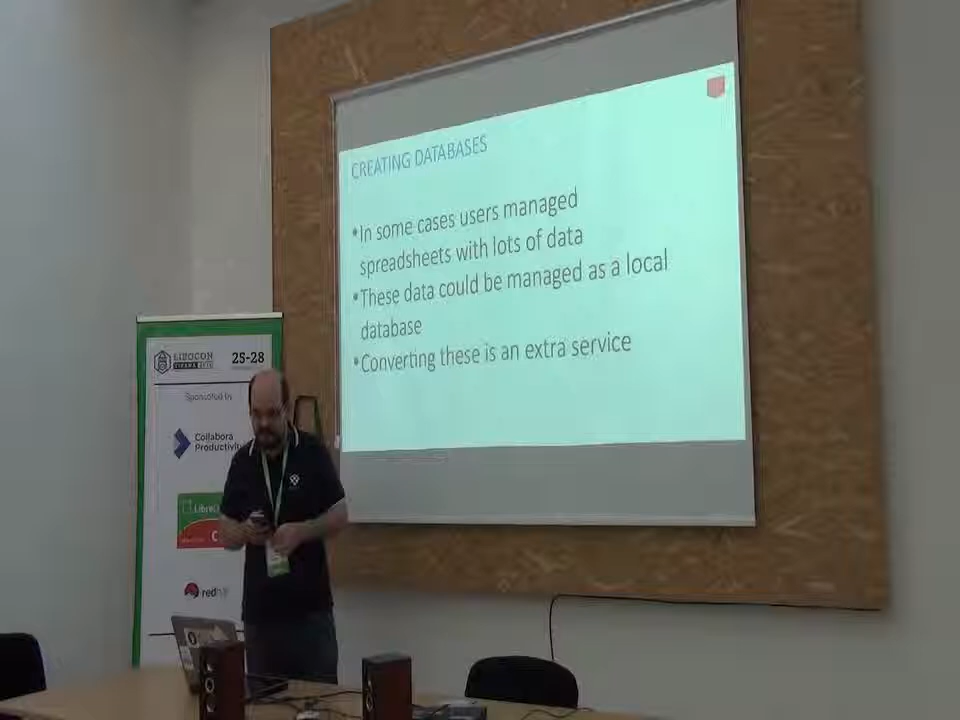 CREATING DATABASES
•In some cases users managed
spreadsheets with lots of data
•These data could be managed as a local
database
•Converting these is an extra service
LIBOCON
25-28
Sponsored by
Collabora
Productivity
red